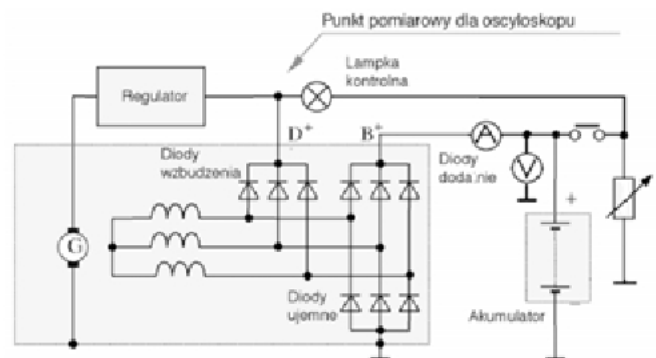 Punkt pomiarowy dla oscyloskopu
Lampka
kontrolna
Regulator
D+
B+
A
Diody
wzbudzenia
Diody
dodatnie
V
+
G
Diody
ujemne
Akumulator